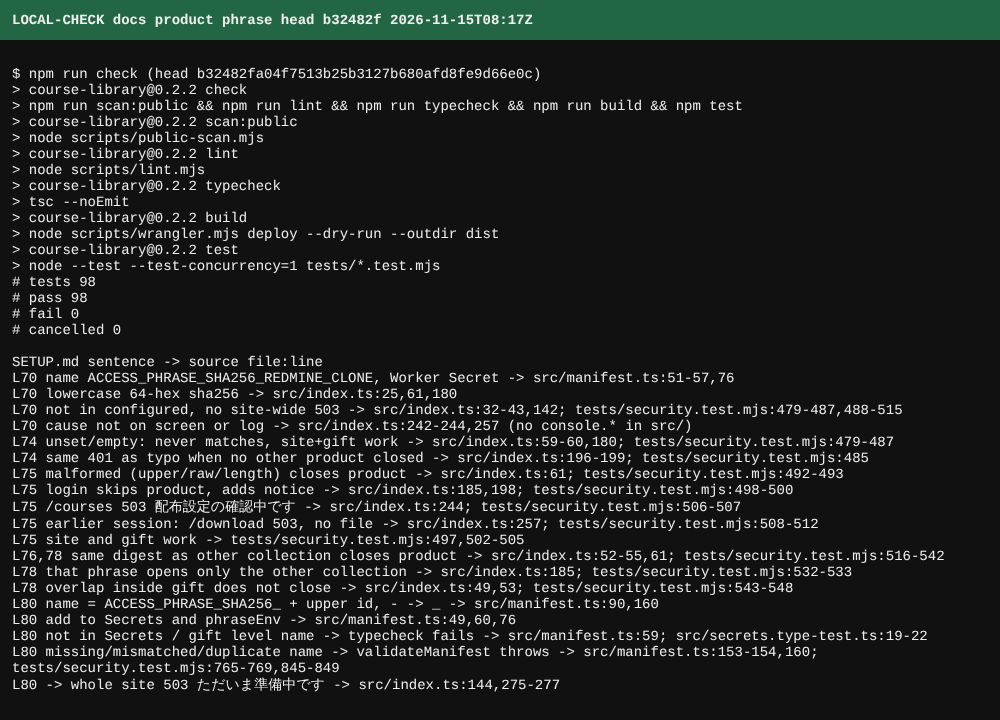 LOCAL-CHECK docs product phrase head b32482f 2026-11-15T08:17Z
$ npm run check (head b32482fa04f7513b25b3127b680afd8fe9d66e0c)
> course-library@0.2.2 check
> npm run scan:public && npm run lint && npm run typecheck && npm run build && npm test
> course-library@0.2.2 scan:public
> node scripts/public-scan.mjs
> course-library@0.2.2 lint
> node scripts/lint.mjs
> course-library@0.2.2 typecheck
> tsc --noEmit
> course-library@0.2.2 build
> node scripts/wrangler.mjs deploy --dry-run --outdir dist
> course-library@0.2.2 test
> node --test --test-concurrency=1 tests/*.test.mjs
# tests 98
# pass 98
# fail 0
# cancelled 0
SETUP.md sentence -> source file:line
L70 name ACCESS_PHRASE_SHA256_REDMINE_CLONE, Worker Secret -> src/manifest.ts:51-57,76
L70 lowercase 64-hex sha256 -> src/index.ts:25,61,180
L70 not in configured, no site-wide 503 -> src/index.ts:32-43,142; tests/security.test.mjs:479-487,488-515
L70 cause not on screen or log -> src/index.ts:242-244,257 (no console.* in src/)
L74 unset/empty: never matches, site+gift work -> src/index.ts:59-60,180; tests/security.test.mjs:479-487
L74 same 401 as typo when no other product closed -> src/index.ts:196-199; tests/security.test.mjs:485
L75 malformed (upper/raw/length) closes product -> src/index.ts:61; tests/security.test.mjs:492-493
L75 login skips product, adds notice -> src/index.ts:185,198; tests/security.test.mjs:498-500
L75 /courses 503 配布設定の確認中です -> src/index.ts:244; tests/security.test.mjs:506-507
L75 earlier session: /download 503, no file -> src/index.ts:257; tests/security.test.mjs:508-512
L75 site and gift work -> tests/security.test.mjs:497,502-505
L76,78 same digest as other collection closes product -> src/index.ts:52-55,61; tests/security.test.mjs:516-542
L78 that phrase opens only the other collection -> src/index.ts:185; tests/security.test.mjs:532-533
L78 overlap inside gift does not close -> src/index.ts:49,53; tests/security.test.mjs:543-548
L80 name = ACCESS_PHRASE_SHA256_ + upper id, - -> _ -> src/manifest.ts:90,160
L80 add to Secrets and phraseEnv -> src/manifest.ts:49,60,76
L80 not in Secrets / gift level name -> typecheck fails -> src/manifest.ts:59; src/secrets.type-test.ts:19-22
L80 missing/mismatched/duplicate name -> validateManifest throws -> src/manifest.ts:153-154,160;
tests/security.test.mjs:765-769,845-849
L80 -> whole site 503 ただいま準備中です -> src/index.ts:144,275-277